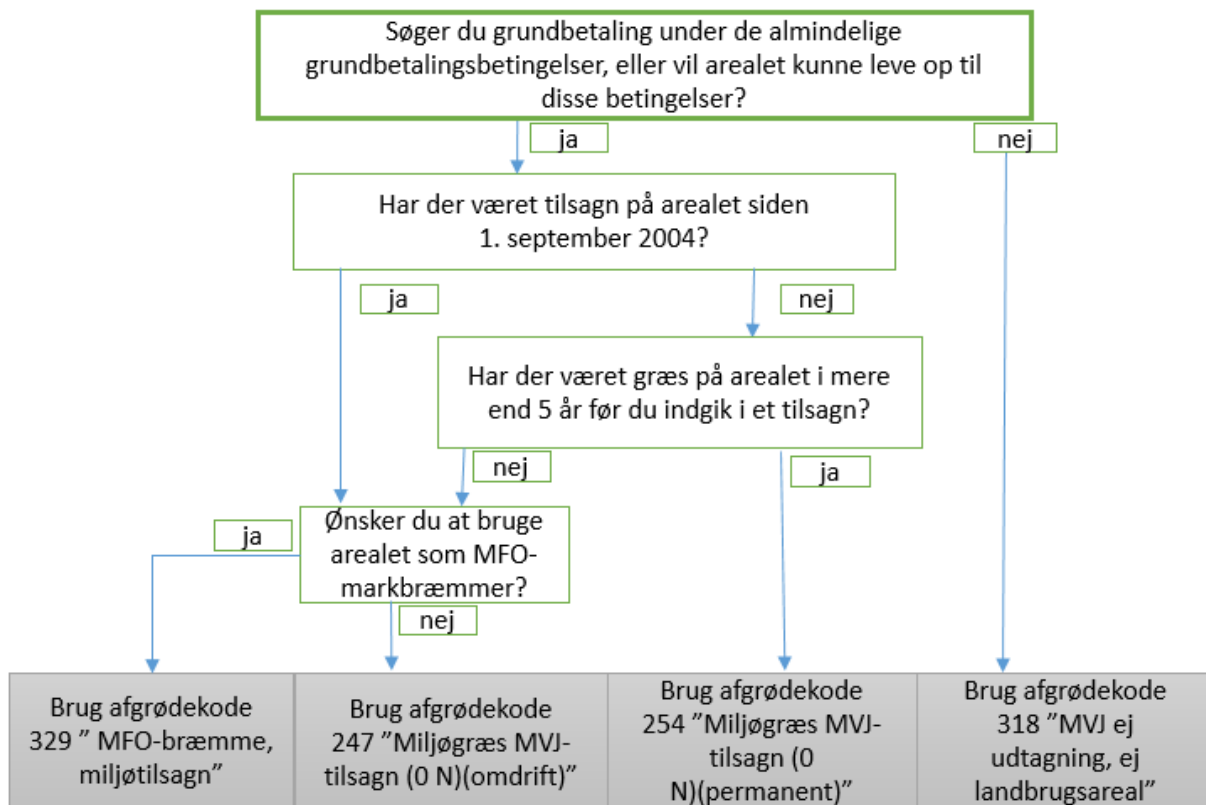 Søger du grundbetaling under de almindelige
grundbetalingsbetingelser, eller vil arealet kunne leve op til
disse betingelser?
ja
nej
Har der været tilsagn på arealet siden
1. september 2004?
ja
nej
Har der været græs på arealet i mere
end 5 år før du indgik i et tilsagn?
nej
ja
Ønsker du at bruge
arealet som MFO-
markbræmmer?
ja
nej
Brug afgrødekode
329 ” MFO-bræmme,
miljøtilsagn”
Brug afgrødekode
247 ”Miljøgræs MVJ-
tilsagn (0 N)(omdrift)”
Brug afgrødekode
254 ”Miljøgræs MVJ-
tilsagn (0
N)(permanent)”
Brug afgrødekode
318 ”MVJ ej
udtagning, ej
landbrugsareal”